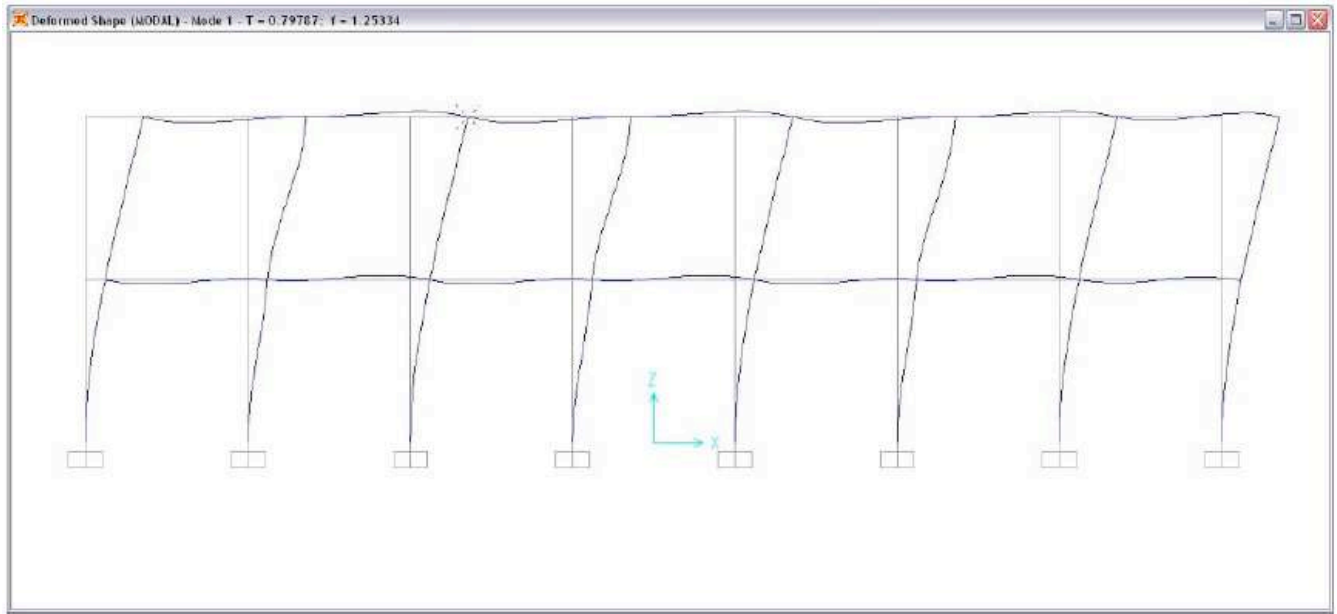 Deformed Shape (MODAL) - Mode 1 - T = 0.79787; f = 1.25334
Z
X